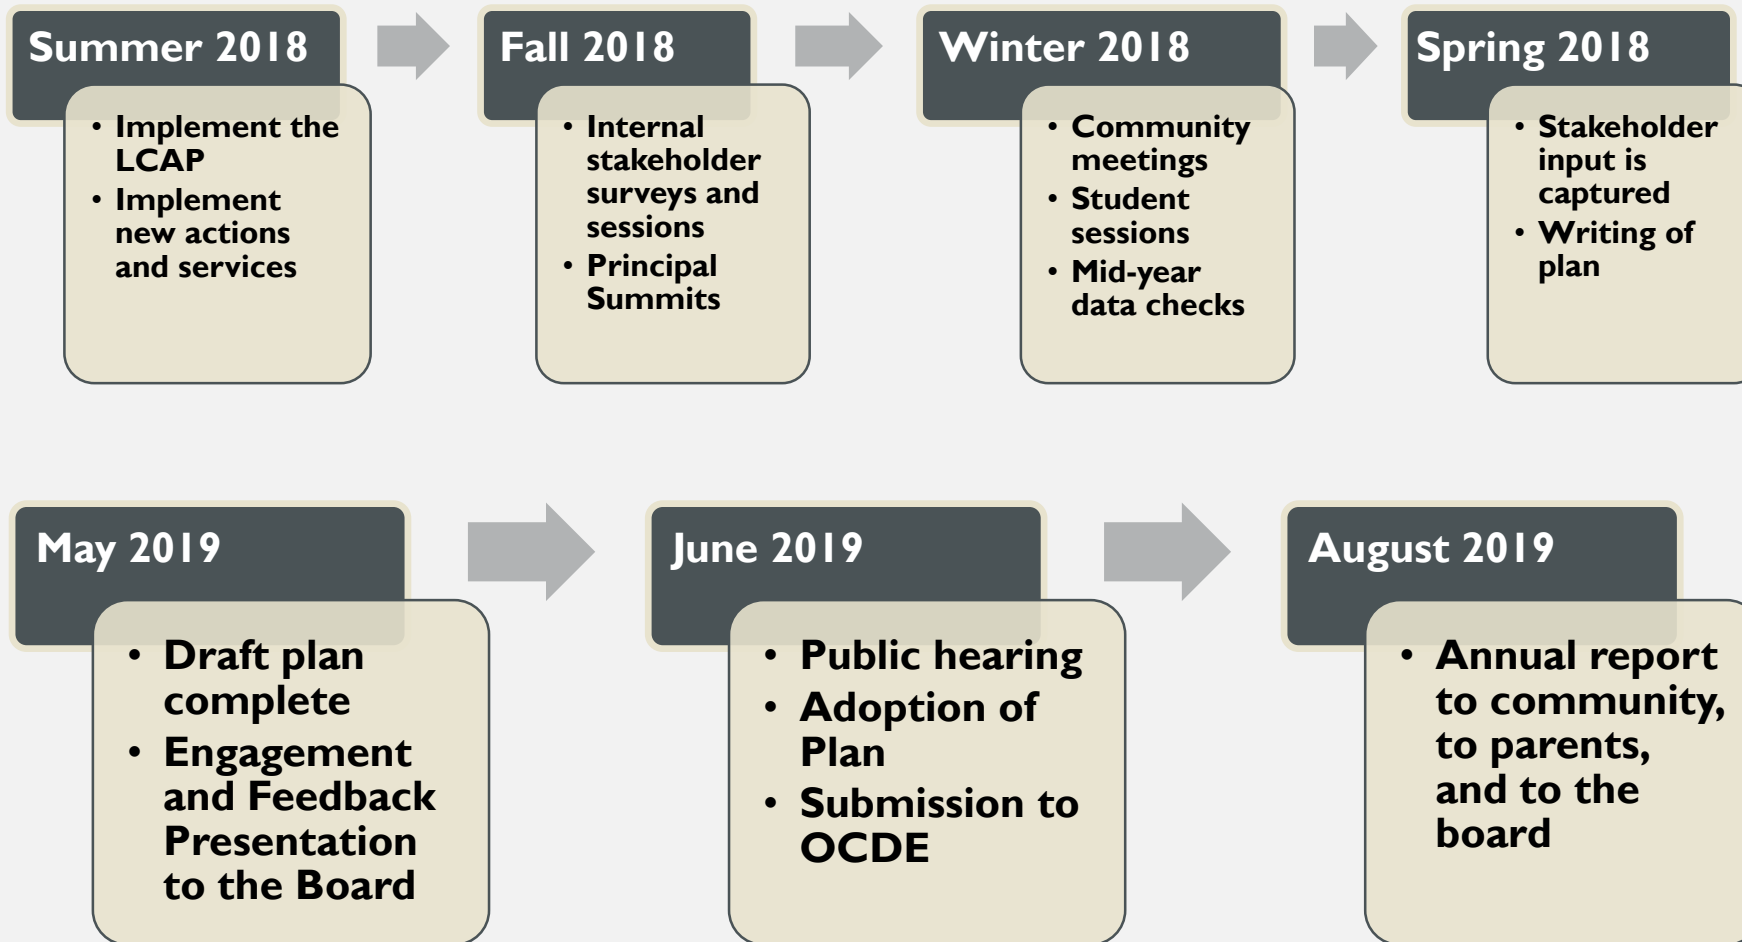 Summer 2018
• Implement the
LCAP
• Implement
new actions
and services
Fall 2018
• Internal
stakeholder
surveys and
sessions
• Principal
Summits
Winter 2018
• Community
meetings
• Student
sessions
• Mid-year
data checks
Spring 2018
• Stakeholder
input is
captured
• Writing of
plan
May 2019
• Draft plan
complete
• Engagement
and Feedback
Presentation
to the Board
June 2019
• Public hearing
• Adoption of
Plan
• Submission to
OCDE
August 2019
• Annual report
to community,
to parents,
and to the
board